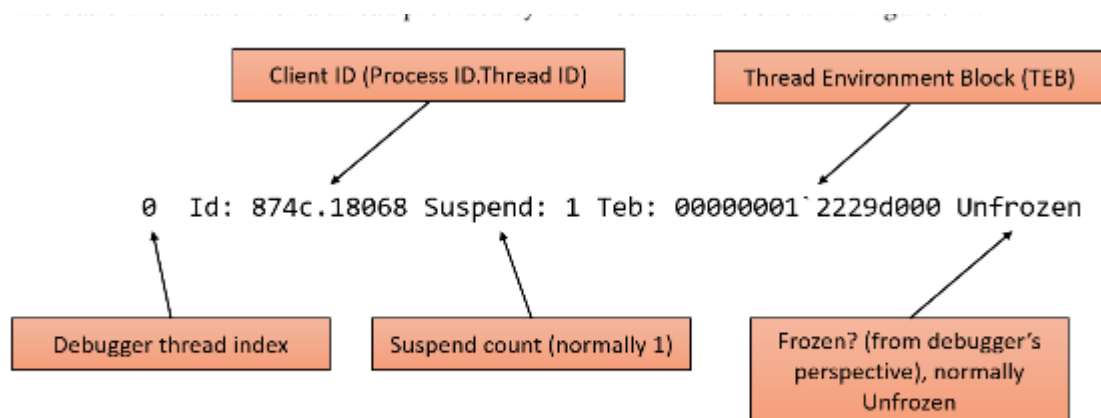 Client ID (Process ID.Thread ID)
Thread Environment Block (TEB)
0 Id: 874c.18068 Suspend: 1 Teb: 00000001`2229d000 Unfrozen
Debugger thread index
Suspend count (normally 1)
Frozen? (from debugger's
perspective), normally
Unfrozen